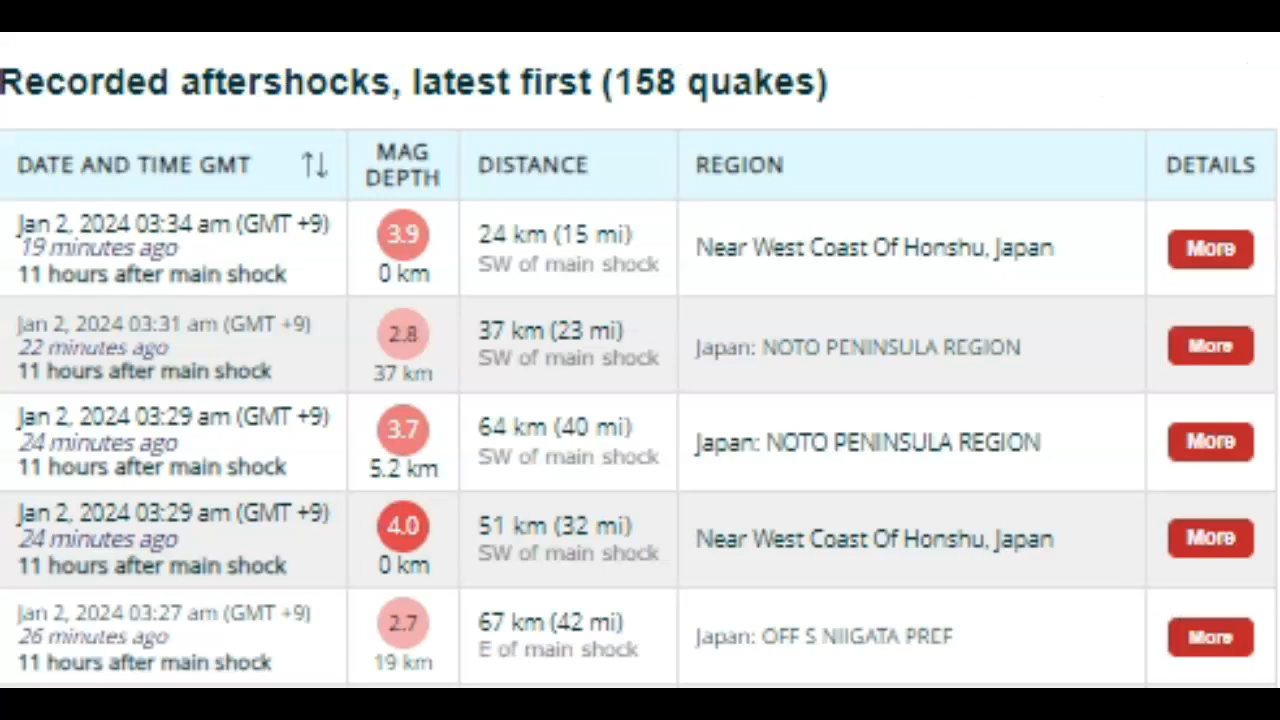 Recorded aftershocks, latest first (158 quakes)
DATE AND TIME GMT ↑↓ MAG DEPTH DISTANCE REGION DETAILS
Jan 2, 2024 03:34 am (GMT +9)
19 minutes ago
11 hours after main shock
3.9
0 km
24 km (15 mi)
SW of main shock
Near West Coast Of Honshu, Japan
More
Jan 2, 2024 03:31 am (GMT +9)
22 minutes ago
11 hours after main shock
2.8
37 km
37 km (23 mi)
SW of main shock
Japan: NOTO PENINSULA REGION
More
Jan 2, 2024 03:29 am (GMT +9)
24 minutes ago
11 hours after main shock
3.7
5.2 km
64 km (40 mi)
SW of main shock
Japan: NOTO PENINSULA REGION
More
Jan 2, 2024 03:29 am (GMT +9)
24 minutes ago
11 hours after main shock
4.0
0 km
51 km (32 mi)
SW of main shock
Near West Coast Of Honshu, Japan
More
Jan 2, 2024 03:27 am (GMT +9)
26 minutes ago
11 hours after main shock
2.7
19 km
67 km (42 mi)
E of main shock
Japan: OFF S NIIGATA PREF
More